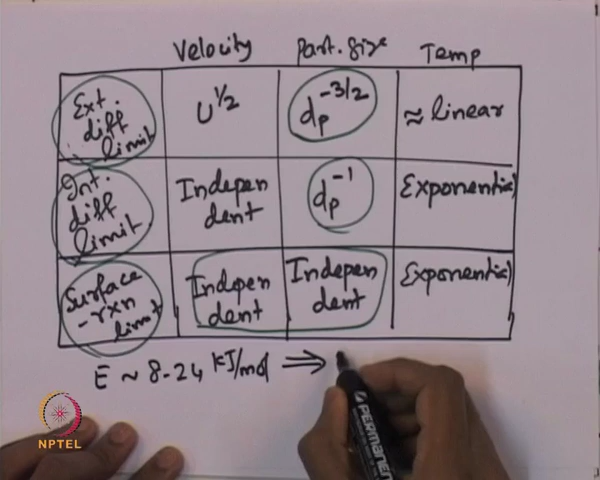 Velocity Part. size Temp
Ext. diff limit U^1/2 dp^-3/2 ≈ linear
Int. diff limit. Indepen dent dp^-1 Exponential
Surface -rxn limit Indepen dent Indepen dent Exponential
E ~ 8-24 kJ/mol ⇒
NPTEL
PERMANEN